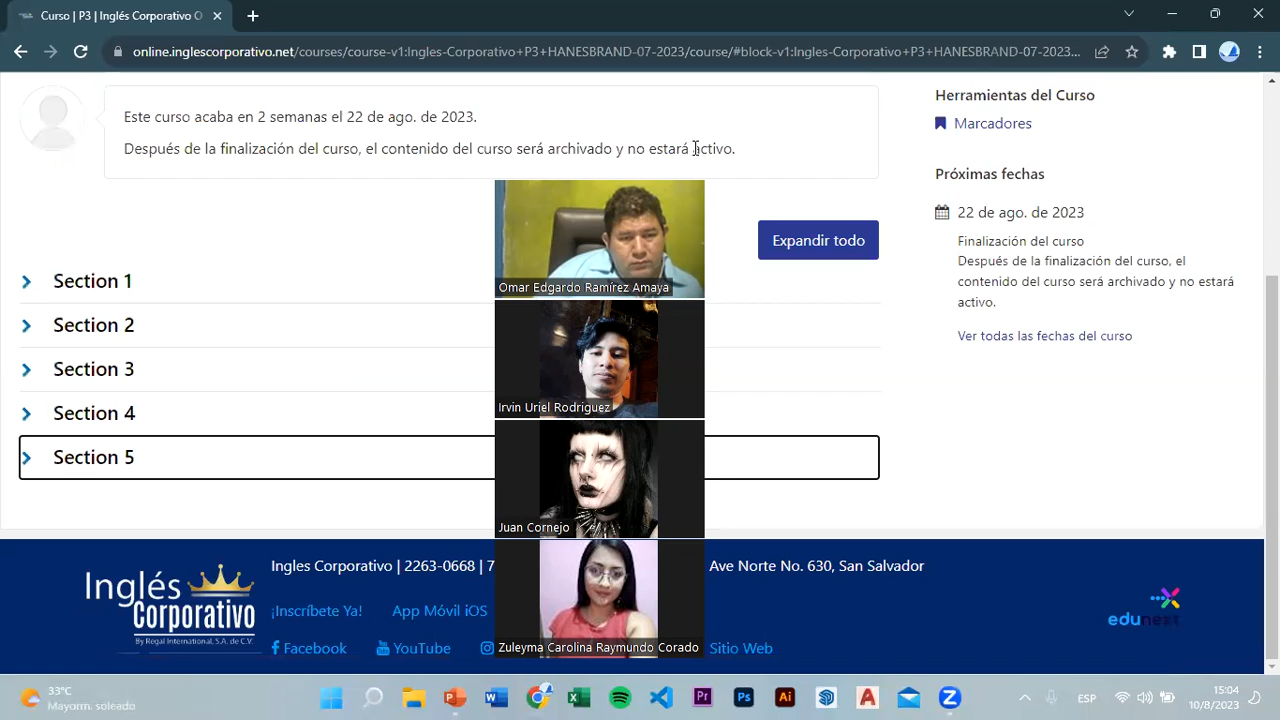 Curso | P3 | Inglés Corporativo O
online.inglescorporativo.net/courses/course-v1:Ingles-Corporativo+P3+HANESBRAND-07-2023/course/#block-v1:Ingles-Corporativo+P3+HANESBRAND-07-2023...
Este curso acaba en 2 semanas el 22 de ago. de 2023.
Después de la finalización del curso, el contenido del curso será archivado y no estará activo.
Herramientas del Curso
Marcadores
Próximas fechas
22 de ago. de 2023
Finalización del curso
Después de la finalización del curso, el
contenido del curso será archivado y no estará
activo.
Ver todas las fechas del curso
Expandir todo
Section 1
Section 2
Section 3
Section 4
Section 5
Omar Edgardo Ramírez Amaya
Irvin Uriel Rodriguez
Juan Cornejo
Zuleyma Carolina Raymundo Corado
Inglés
Corporativo
By Regal International, S.A. de C.V.
Ingles Corporativo | 2263-0668 | 7
Ave Norte No. 630, San Salvador
¡Inscríbete Ya!
App Móvil iOS
Facebook
YouTube
Sitio Web
edunext
33°C
Mayorm. soleado
ESP
15:04
10/8/2023